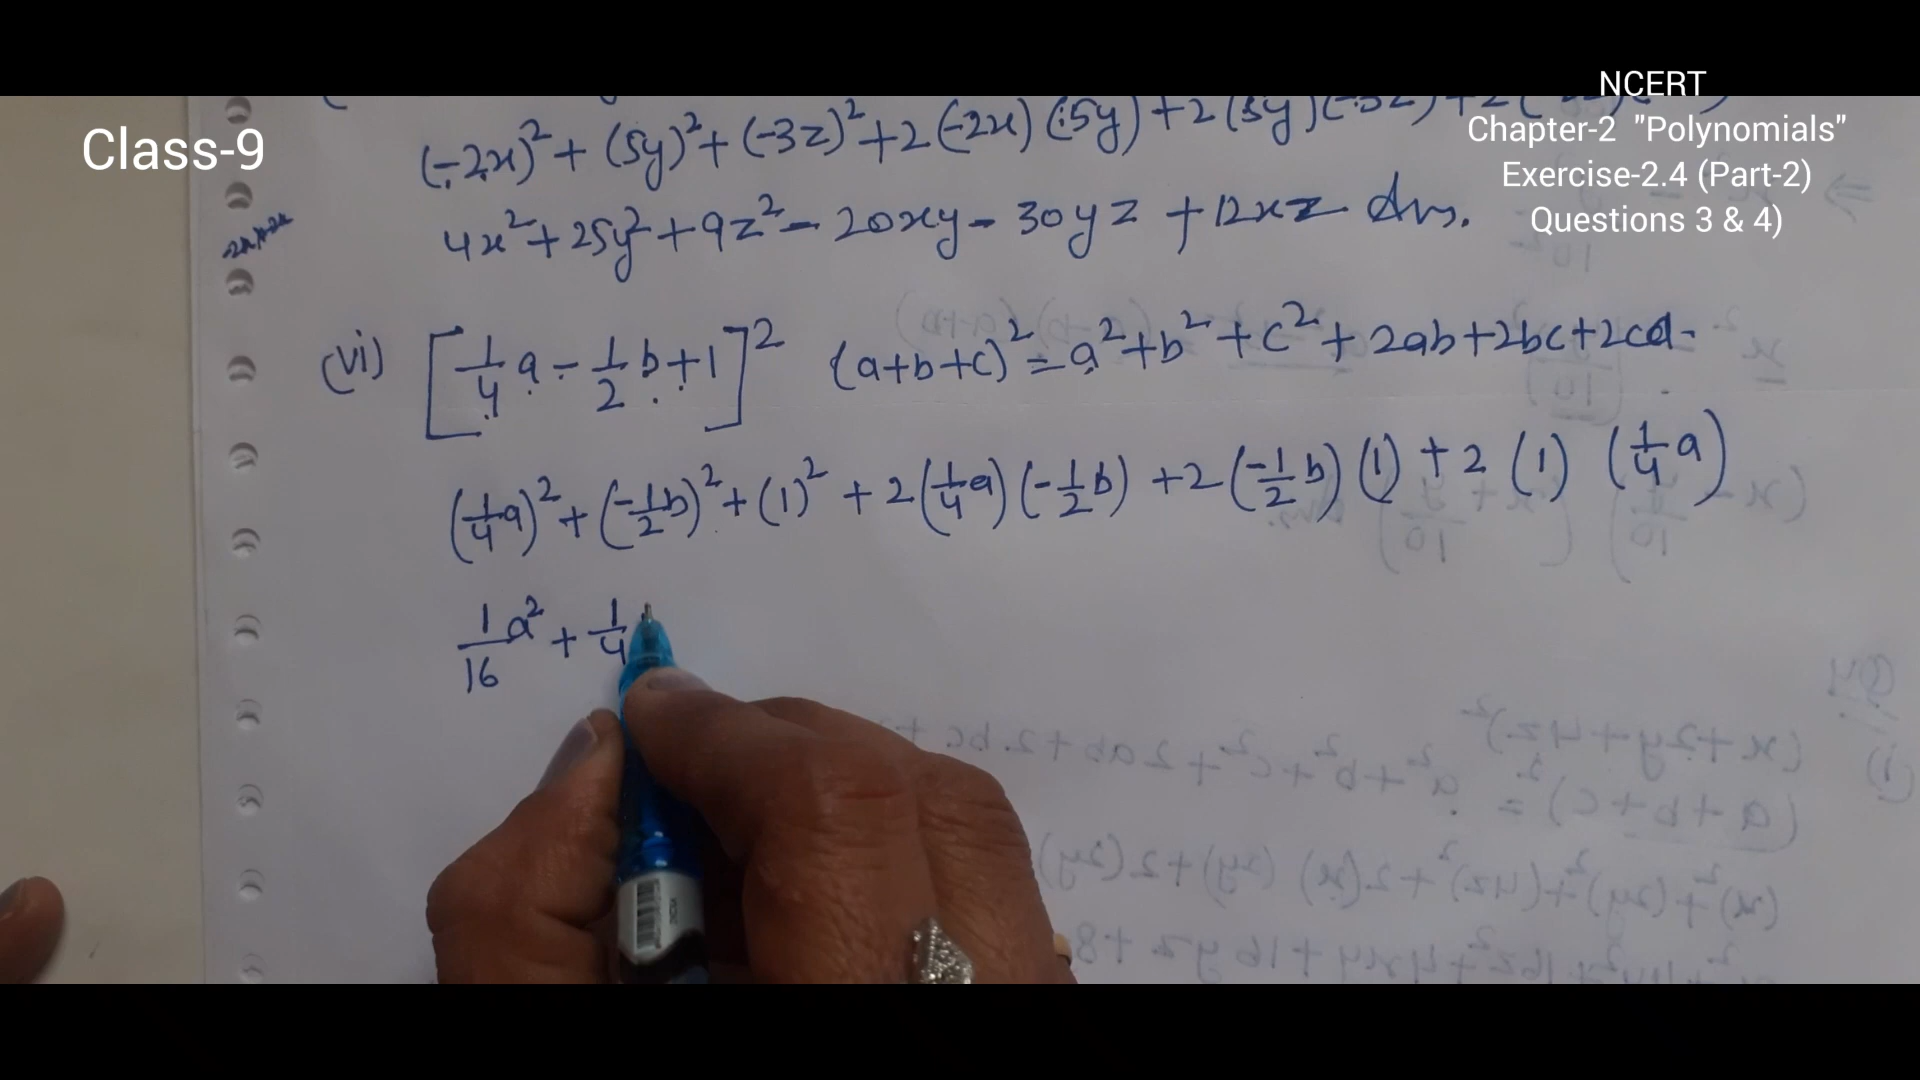 NCERT
Chapter-2 "Polynomials"
Exercise-2.4 (Part-2)
Questions 3 & 4)
Class-9
(-2x)² + (5y)² + (-3z)² + 2(-2x)(5y) + 2(5y)(-3z) + 2
4x² + 25y² + 9z² - 20xy - 30yz + 12xz Ans.
(vi) [1/4 a - 1/2 b + 1]² (a+b+c)² = a² + b² + c² + 2ab + 2bc + 2ca.
(1/4 a)² + (-1/2 b)² + (1)² + 2(1/4 a)(-1/2 b) + 2(-1/2 b)(1) + 2(1)(1/4 a)
1/16 a² + 1/4